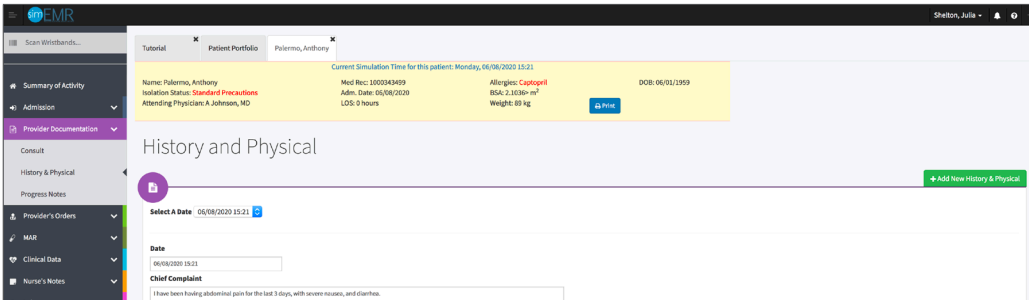 simEMR
Shelton, Julia
Scan Wristbands...
Summary of Activity
Admission
Provider Documentation
Consult
History & Physical
Progress Notes
Provider's Orders
MAR
Clinical Data
Nurse's Notes
Tutorial
Patient Portfolio
Palermo, Anthony
Current Simulation Time for this patient: Monday, 06/08/2020 15:21
Name: Palermo, Anthony
Isolation Status: Standard Precautions
Attending Physician: A Johnson, MD
Med Rec: 1000343499
Adm. Date: 06/08/2020
LOS: 0 hours
Allergies: Captopril
BSA: 2.1036> m²
Weight: 89 kg
DOB: 06/01/1959
Print
History and Physical
+ Add New History & Physical
Select A Date 06/08/2020 15:21
Date
06/08/2020 15:21
Chief Complaint
I have been having abdominal pain for the last 3 days, with severe nausea, and diarrhea.